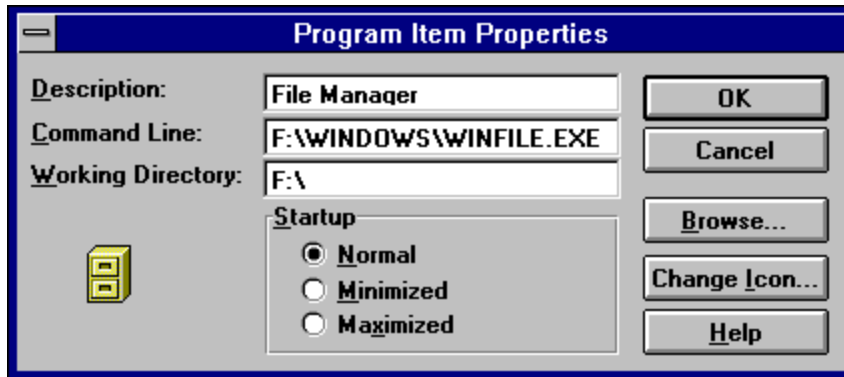 Program Item Properties
Description: File Manager
Command Line: F:\WINDOWS\WINFILE.EXE
Working Directory: F:\
Startup
Normal
Minimized
Maximized
OK
Cancel
Browse...
Change Icon...
Help